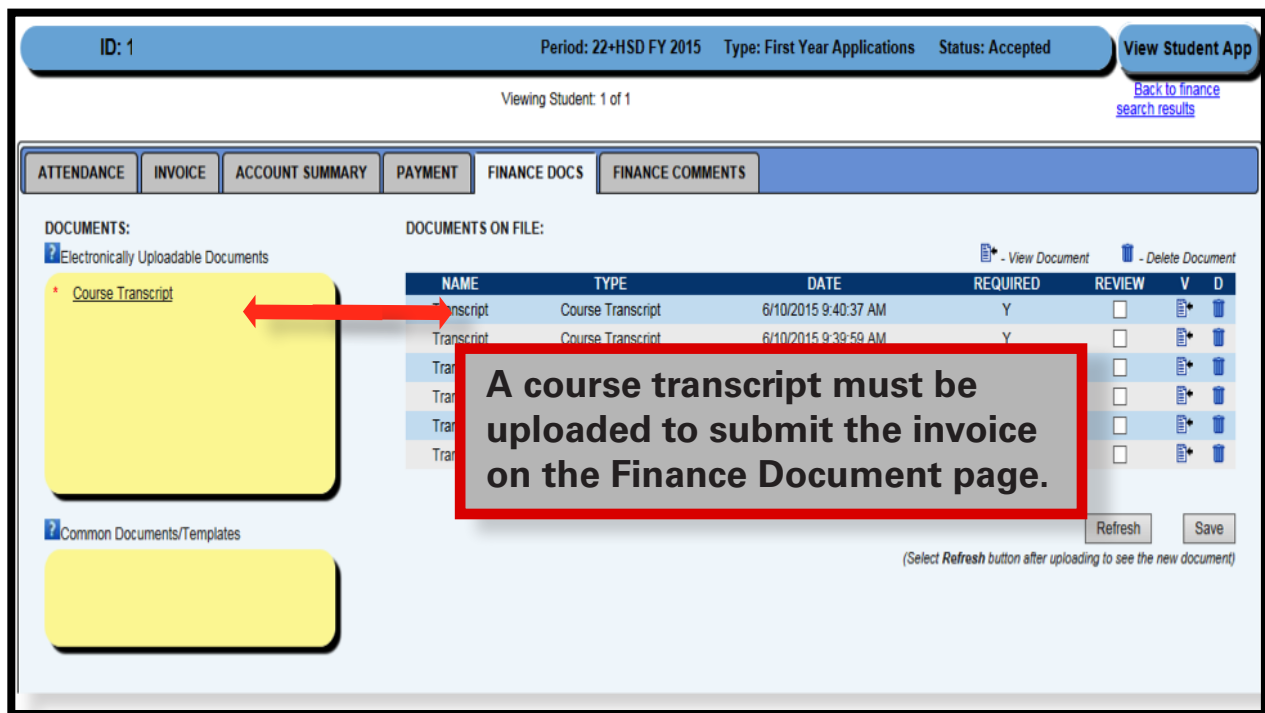 ID: 1 Period: 22+HSD FY 2015 Type: First Year Applications Status: Accepted View Student App
Viewing Student: 1 of 1
Back to finance
search results
ATTENDANCE INVOICE ACCOUNT SUMMARY PAYMENT FINANCE DOCS FINANCE COMMENTS
DOCUMENTS:
? Electronically Uploadable Documents
* Course Transcript
DOCUMENTS ON FILE:
- View Document - Delete Document
NAME TYPE DATE REQUIRED REVIEW V D
Transcript Course Transcript 6/10/2015 9:40:37 AM Y
Transcript Course Transcript 6/10/2015 9:39:59 AM Y
Tran
Tran
Tran
Tran
A course transcript must be
uploaded to submit the invoice
on the Finance Document page.
? Common Documents/Templates
Refresh Save
(Select Refresh button after uploading to see the new document)